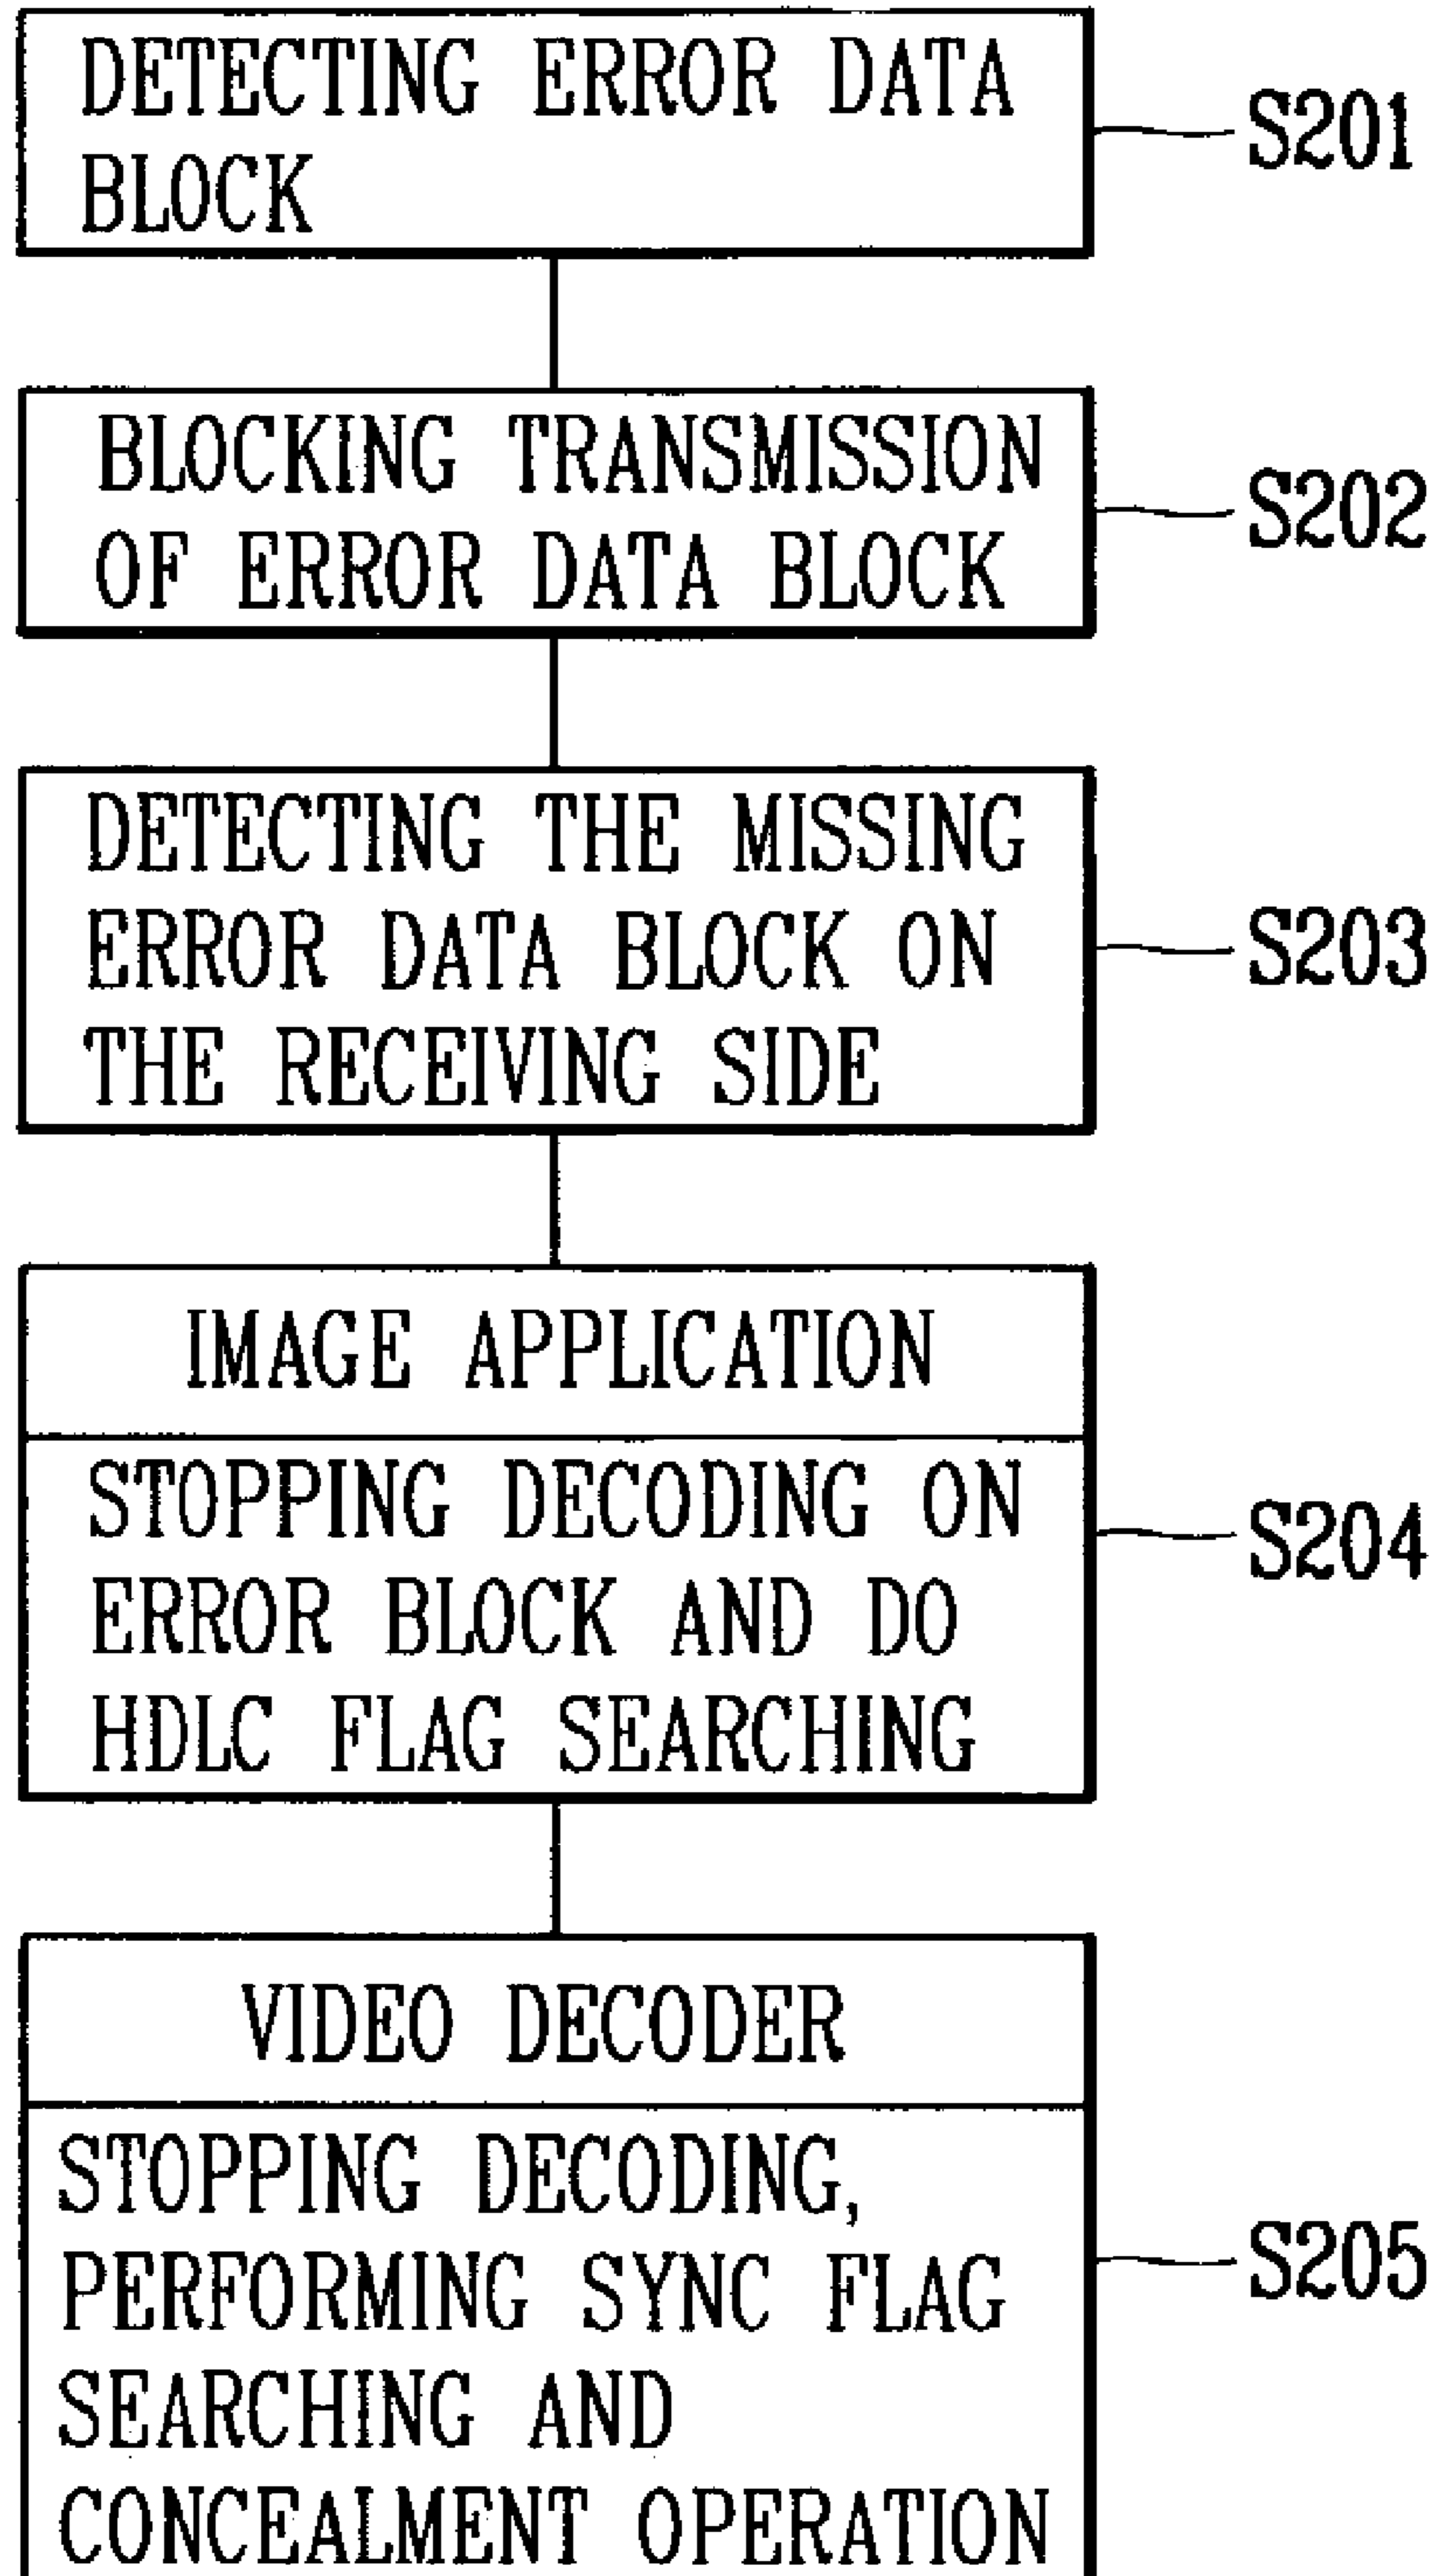 DETECTING ERROR DATA
BLOCK
S201
BLOCKING TRANSMISSION
OF ERROR DATA BLOCK
S202
DETECTING THE MISSING
ERROR DATA BLOCK ON
THE RECEIVING SIDE
S203
IMAGE APPLICATION
STOPPING DECODING ON
ERROR BLOCK AND DO
HDLC FLAG SEARCHING
S204
VIDEO DECODER
STOPPING DECODING,
PERFORMING SYNC FLAG
SEARCHING AND
CONCEALMENT OPERATION
S205